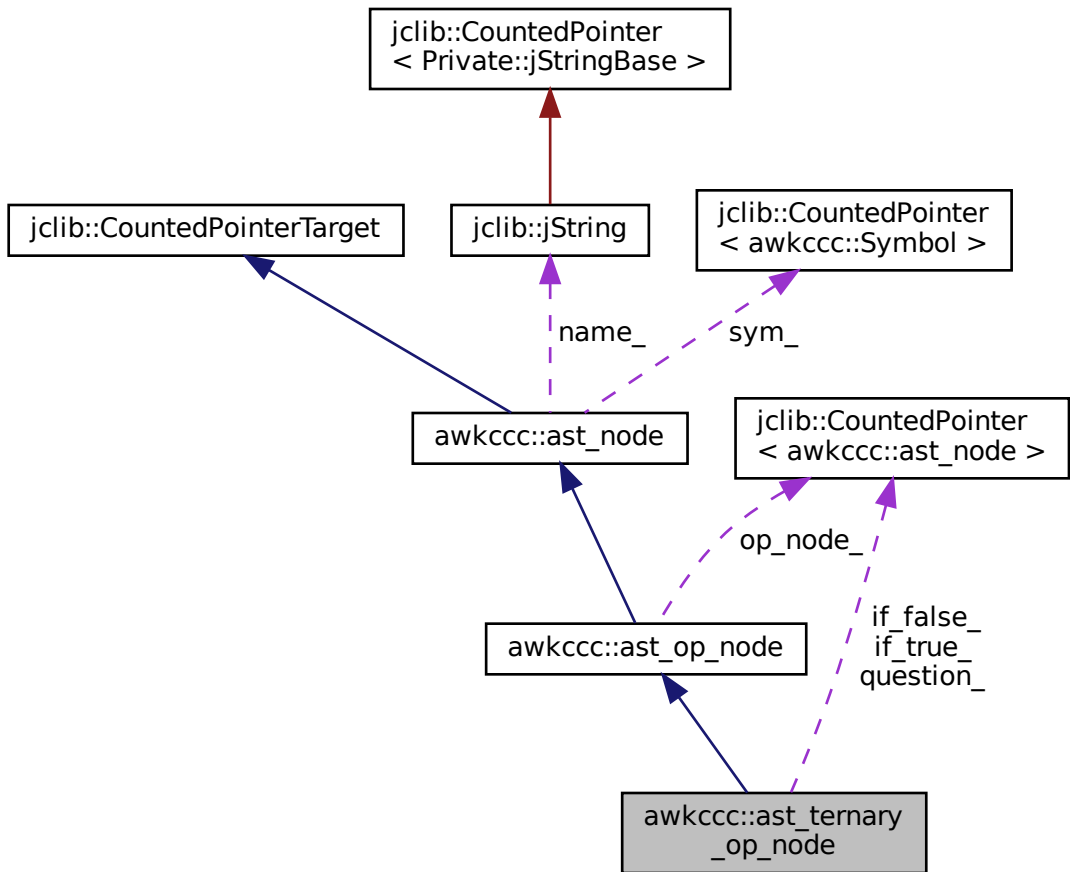 jclib::CountedPointer
< Private::jStringBase >
jclib::CountedPointerTarget
jclib::jString
jclib::CountedPointer
< awkccc::Symbol >
name_
sym_
awkccc::ast_node
jclib::CountedPointer
< awkccc::ast_node >
op_node_
awkccc::ast_op_node
if_false_
if_true_
question_
awkccc::ast_ternary
_op_node